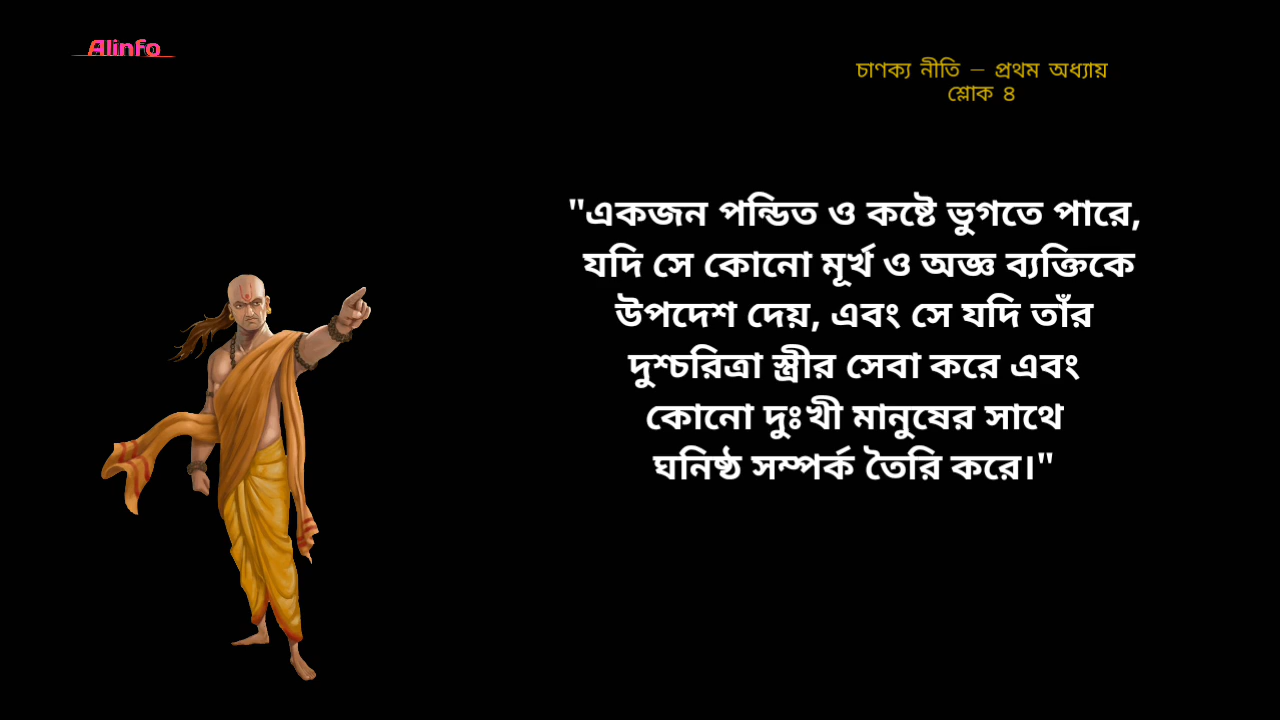 Alinfo
চাণক্য নীতি – প্রথম অধ্যায়
শ্লোক ৪
"একজন পন্ডিত ও কষ্টে ভুগতে পারে,
যদি সে কোনো মূর্খ ও অজ্ঞ ব্যক্তিকে
উপদেশ দেয়, এবং সে যদি তাঁর
দুশ্চরিত্রা স্ত্রীর সেবা করে এবং
কোনো দুঃখী মানুষের সাথে
ঘনিষ্ঠ সম্পর্ক তৈরি করে।"